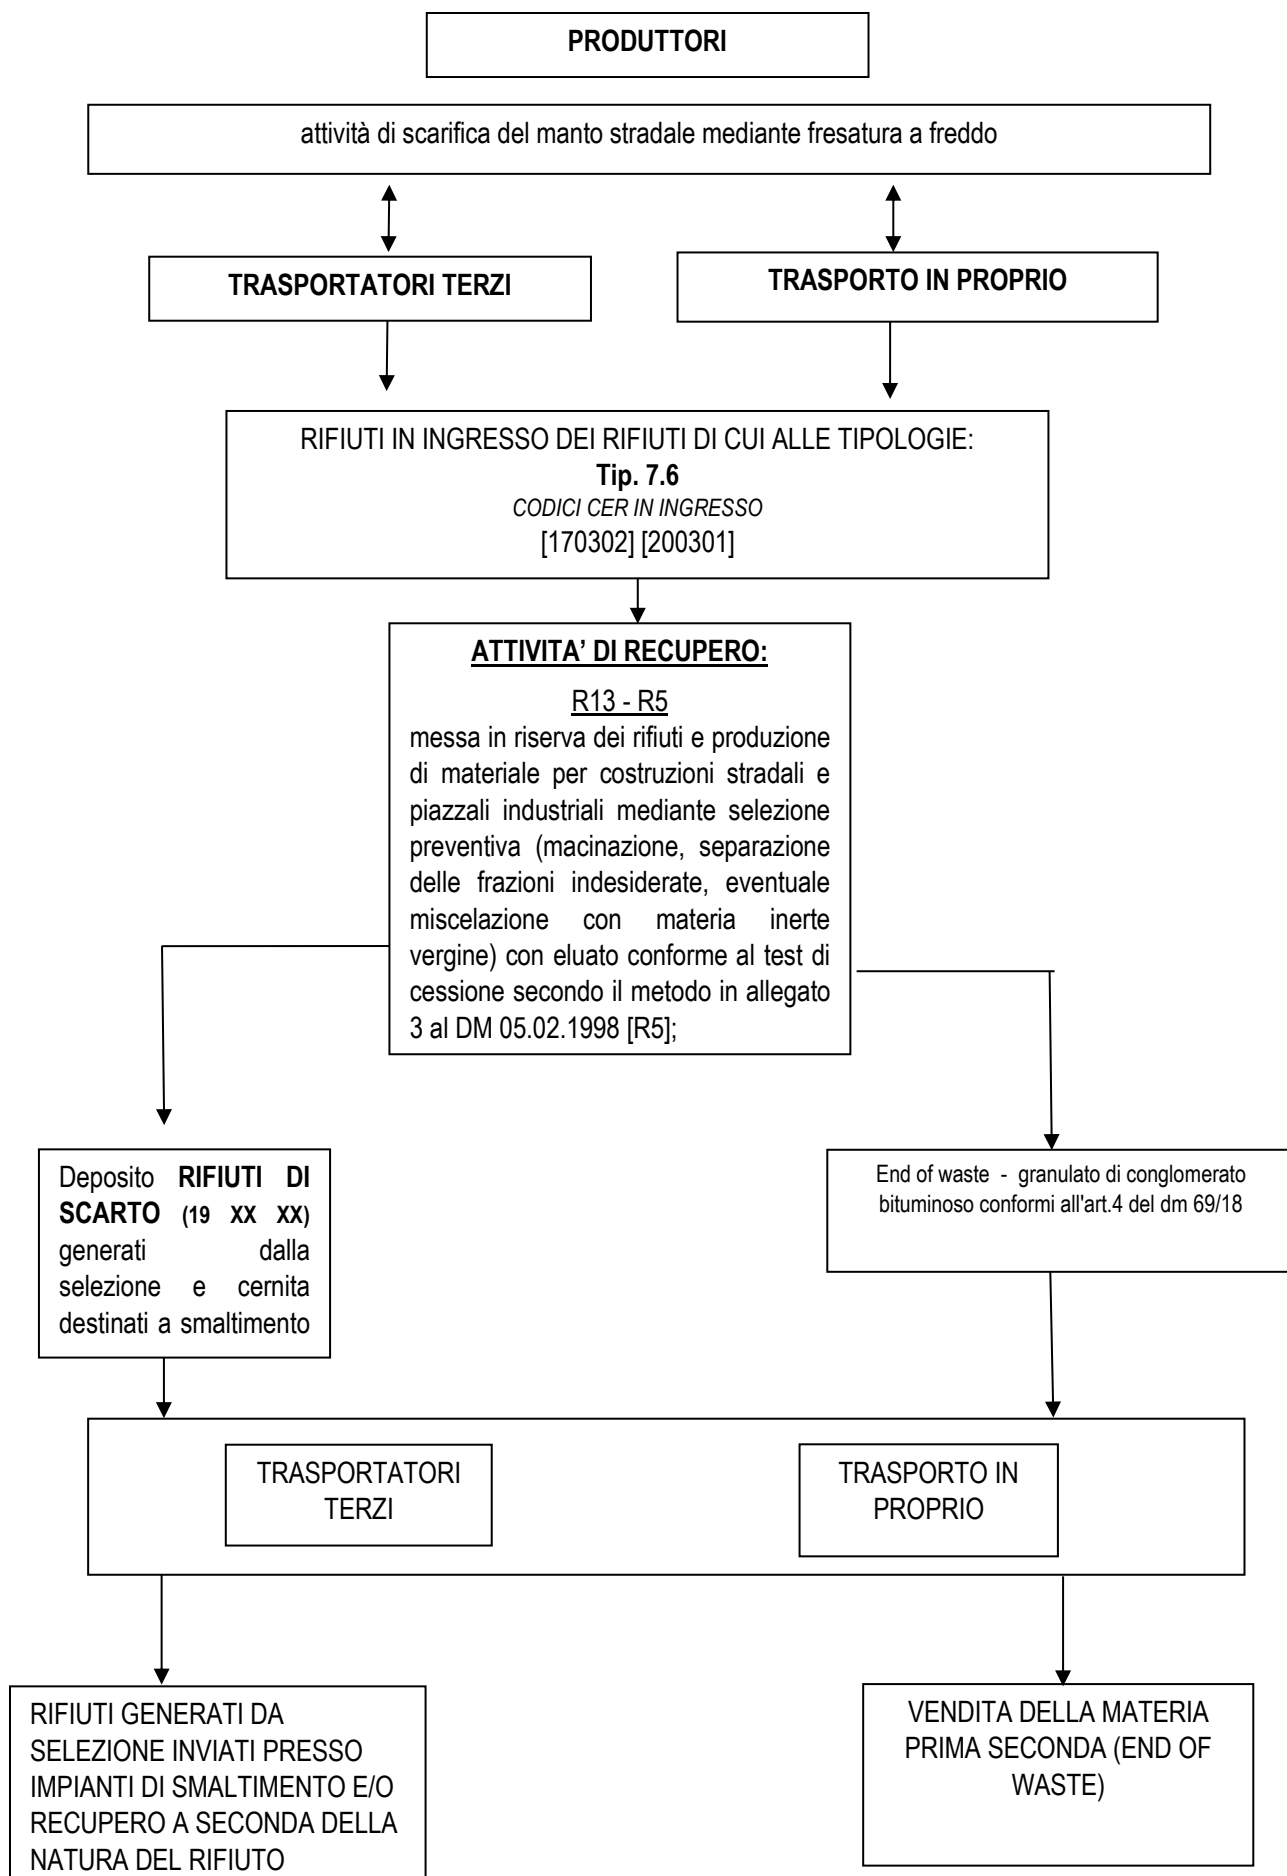 PRODUTTORI
attività di scarifica del manto stradale mediante fresatura a freddo
TRASPORTATORI TERZI
TRASPORTO IN PROPRIO
RIFIUTI IN INGRESSO DEI RIFIUTI DI CUI ALLE TIPOLOGIE:
Tip. 7.6
CODICI CER IN INGRESSO
[170302] [200301]
ATTIVITA’ DI RECUPERO:
R13 - R5
messa in riserva dei rifiuti e produzione
di materiale per costruzioni stradali e
piazzali industriali mediante selezione
preventiva (macinazione, separazione
delle frazioni indesiderate, eventuale
miscelazione con materia inerte
vergine) con eluato conforme al test di
cessione secondo il metodo in allegato
3 al DM 05.02.1998 [R5];
Deposito RIFIUTI DI
SCARTO (19 XX XX)
generati dalla
selezione e cernita
destinati a smaltimento
End of waste - granulato di conglomerato
bituminoso conformi all'art.4 del dm 69/18
TRASPORTATORI
TERZI
TRASPORTO IN
PROPRIO
RIFIUTI GENERATI DA
SELEZIONE INVIATI PRESSO
IMPIANTI DI SMALTIMENTO E/O
RECUPERO A SECONDA DELLA
NATURA DEL RIFIUTO
VENDITA DELLA MATERIA
PRIMA SECONDA (END OF
WASTE)